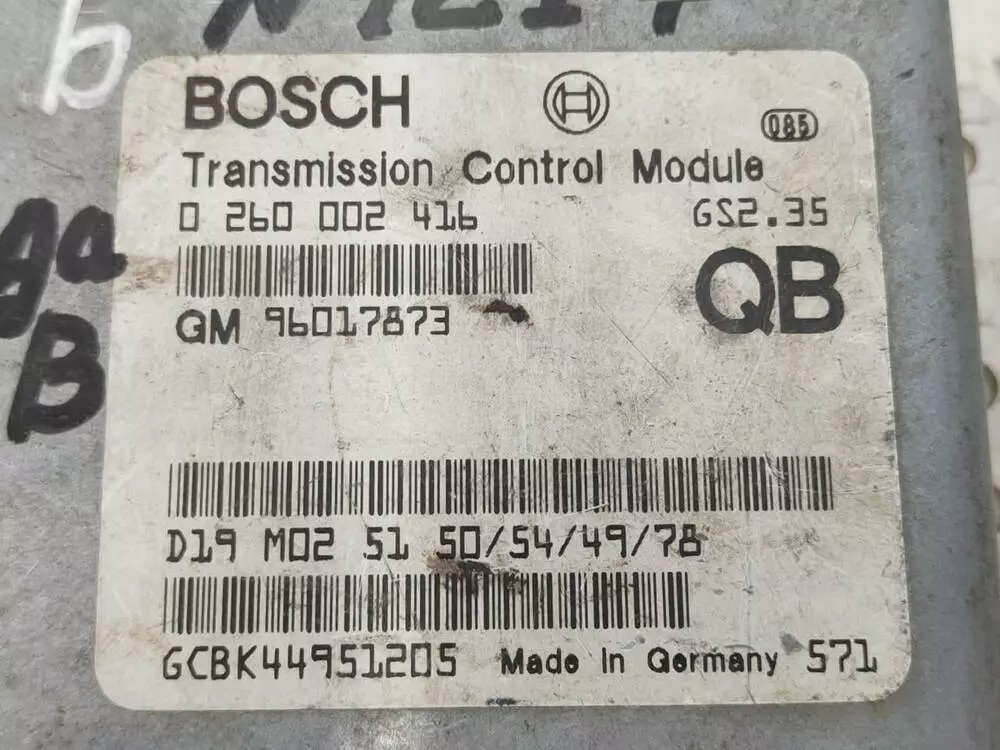 BOSCH
085
Transmission Control Module
0 260 002 416 GS2.35
QB
GM 96017873
D19 M02 51 50/54/49/78
GCBK44951205 Made in Germany 571
b
B